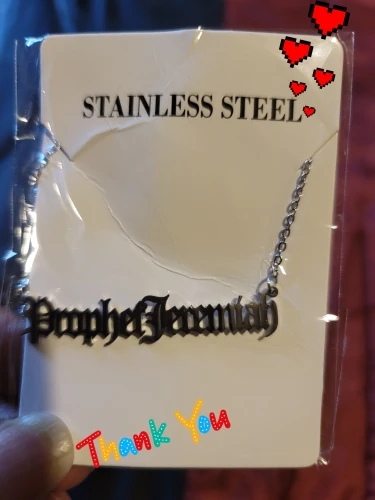 STAINLESS STEEL
ProphetJeremiah
Thank You